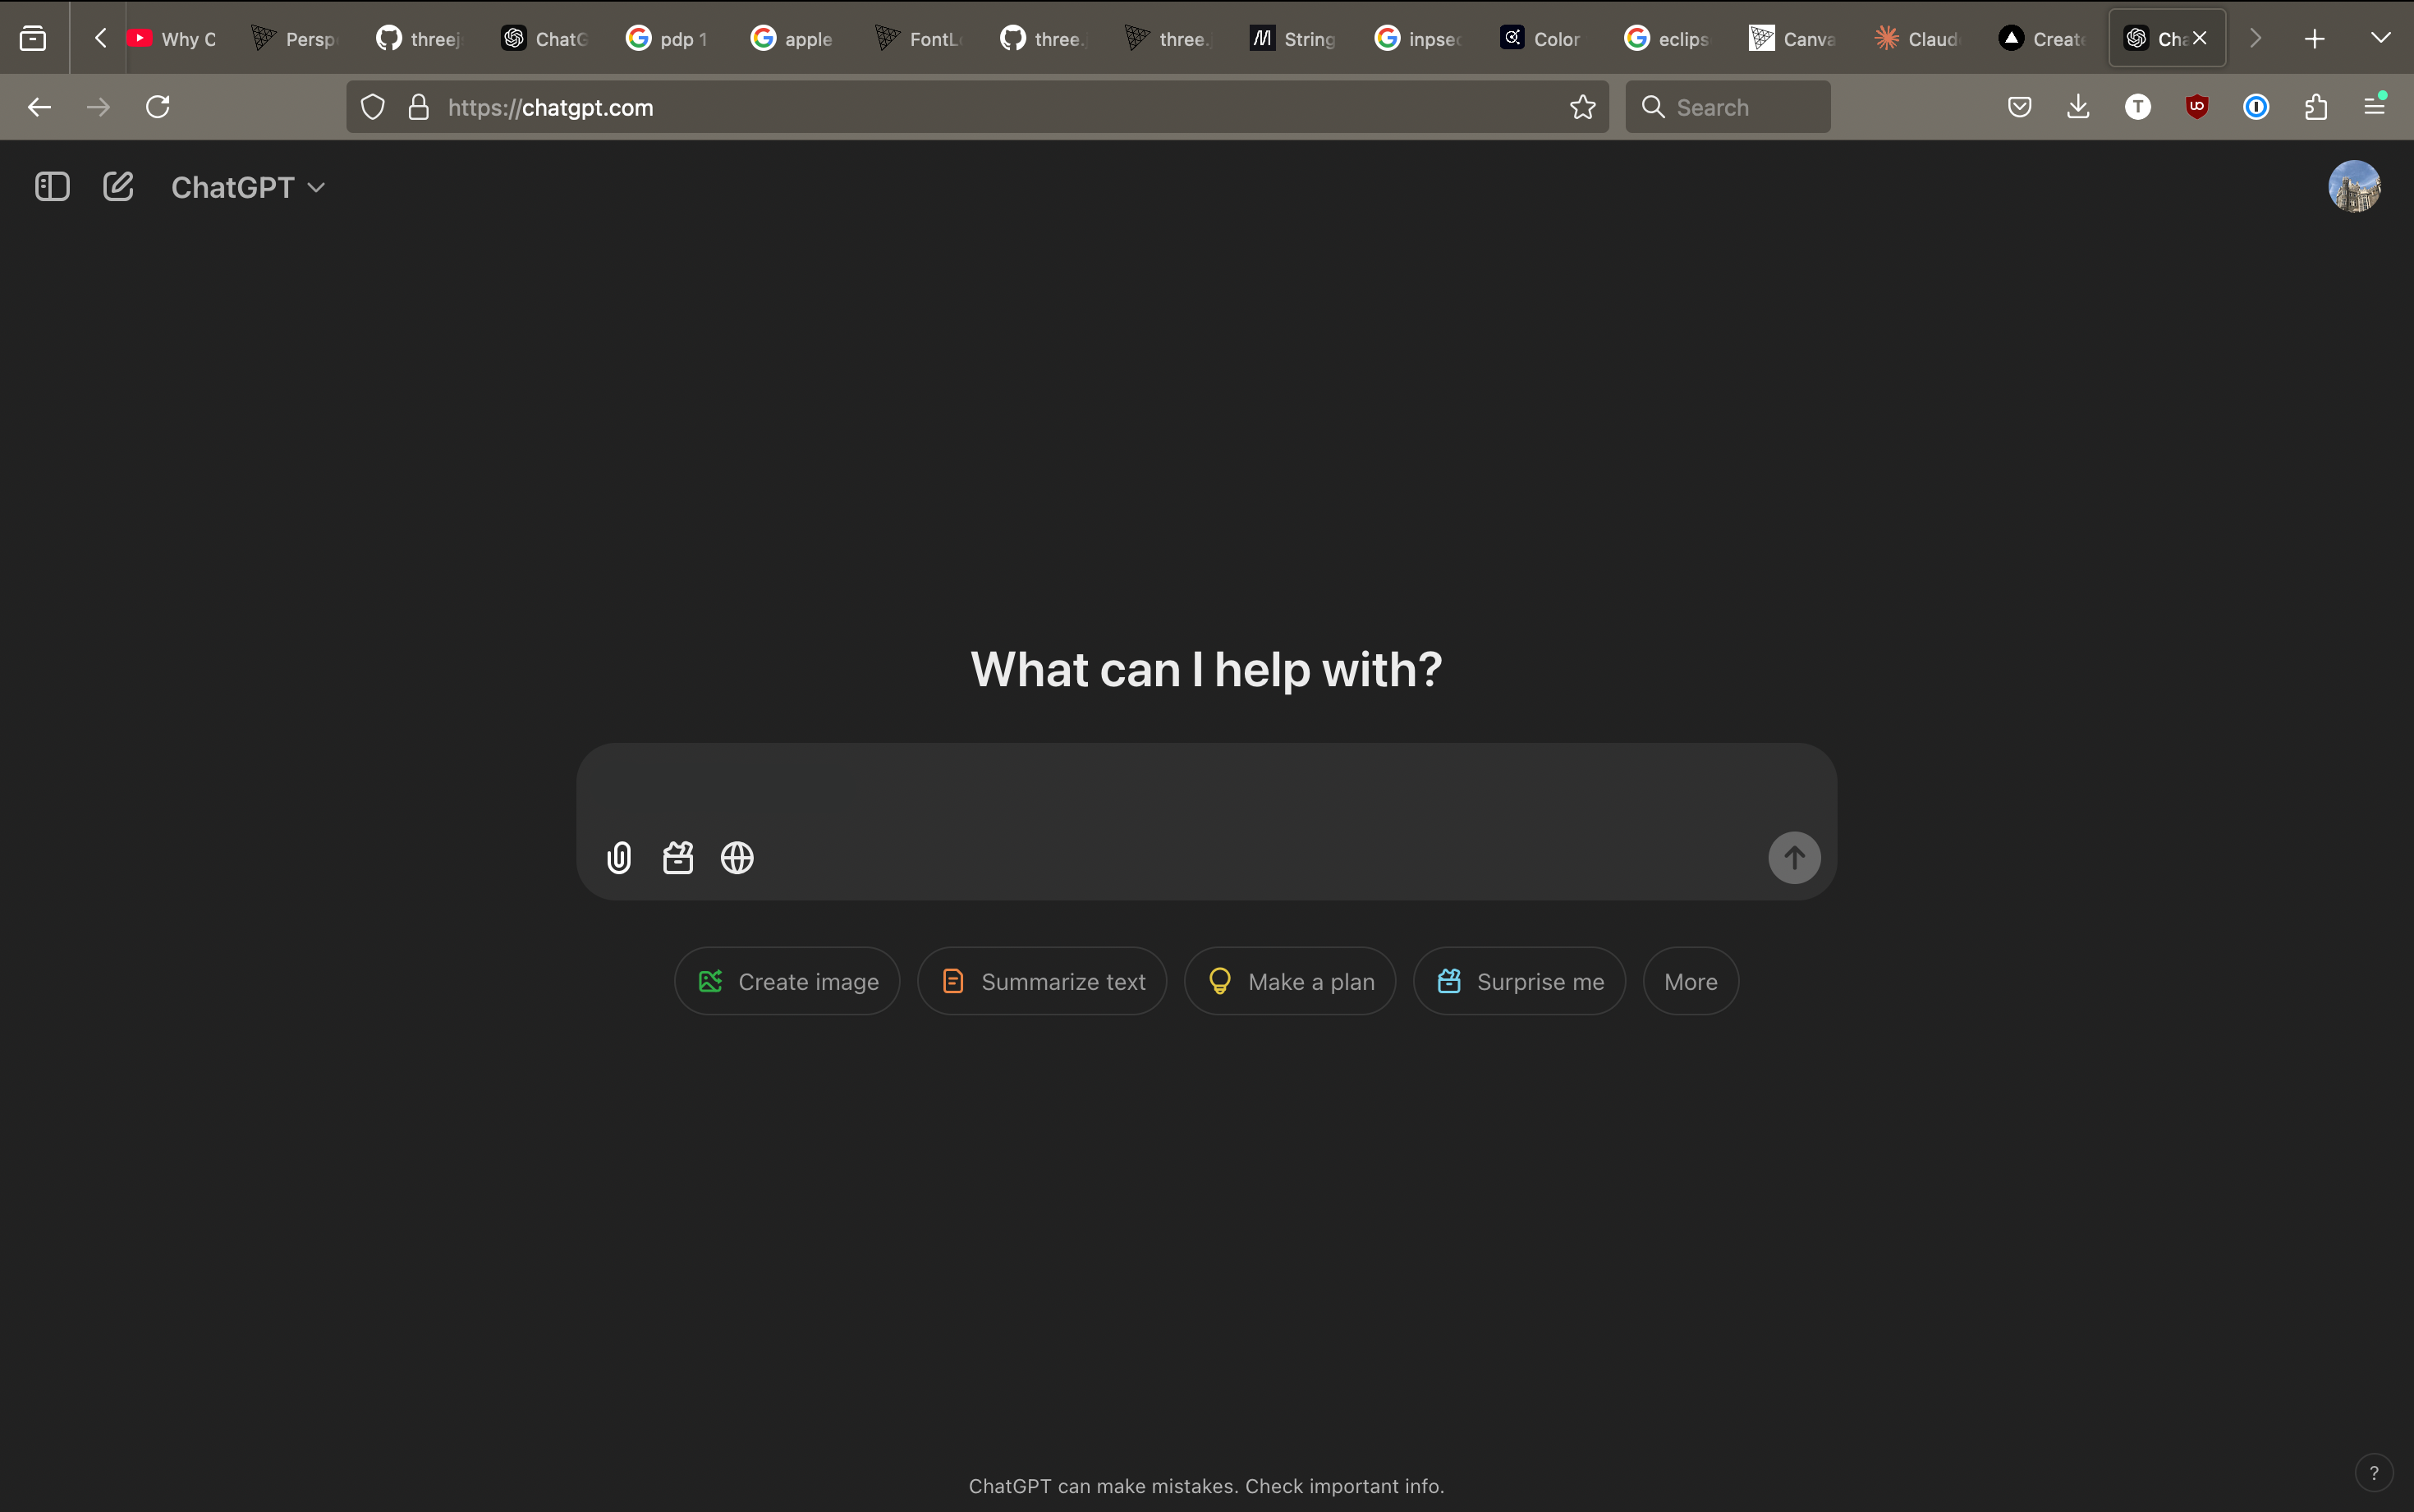 Why C
Persp
threej
ChatG
pdp 1
apple
FontL
three.
three.
String
inpsec
Color
eclips
Canva
Claud
Create
Cha
https://chatgpt.com
Search
T
ChatGPT
What can I help with?
Create image
Summarize text
Make a plan
Surprise me
More
ChatGPT can make mistakes. Check important info.
?